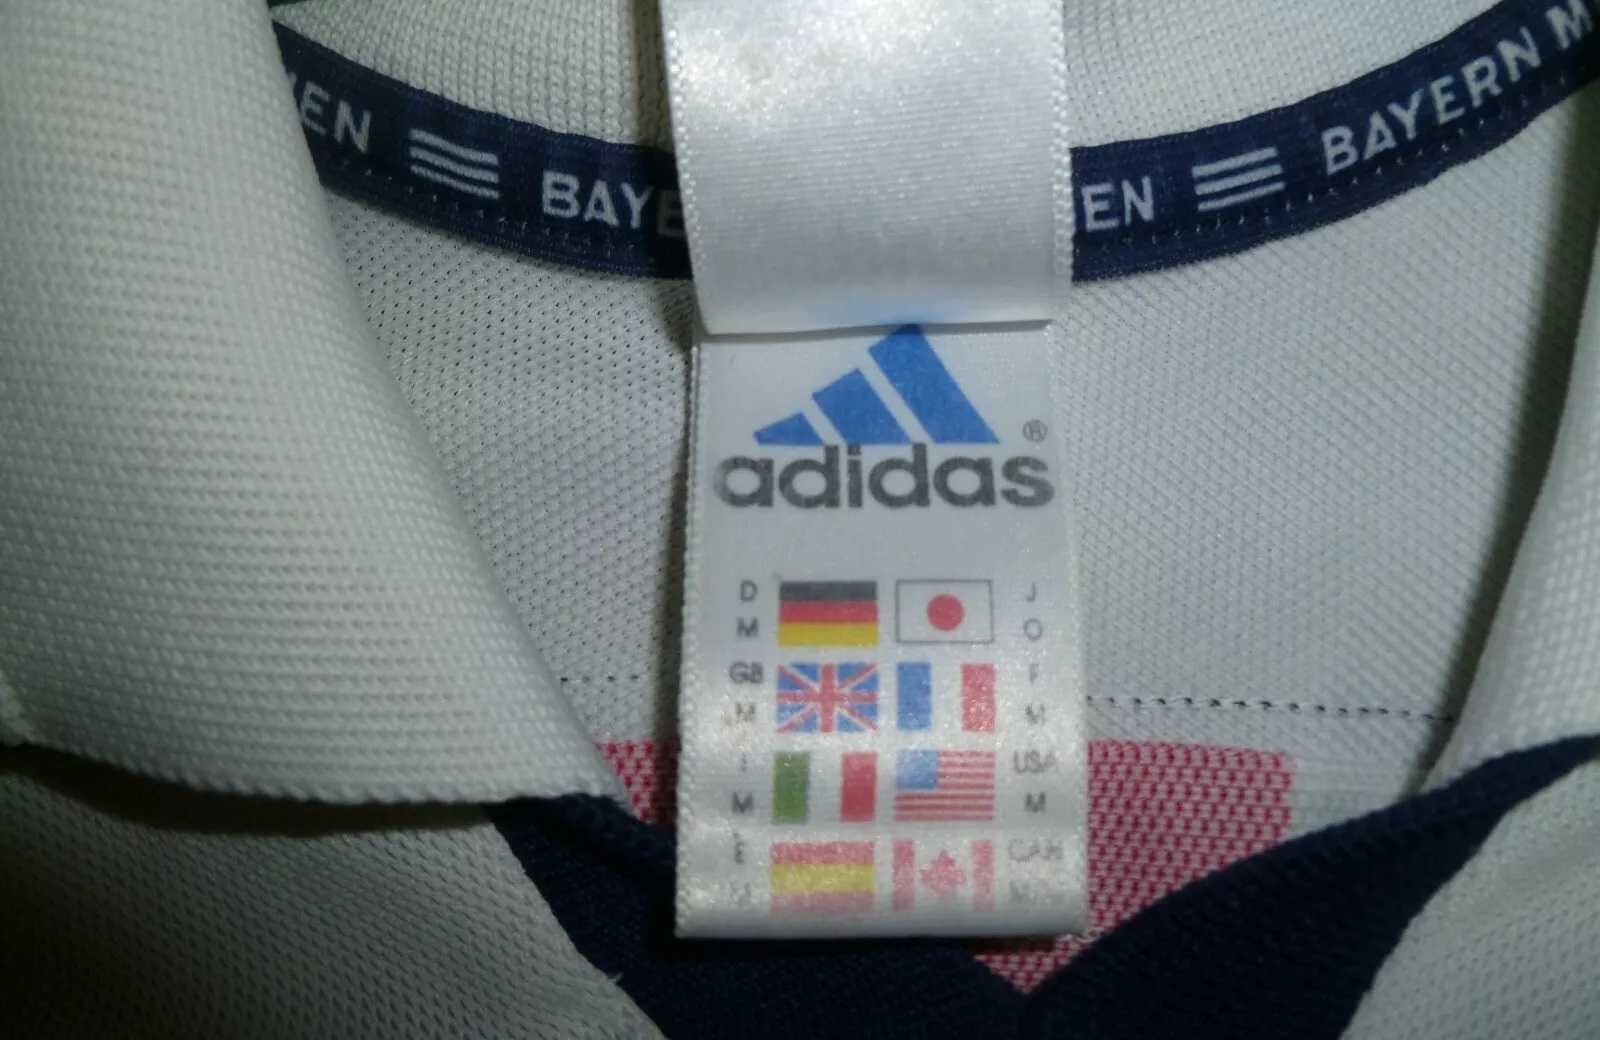 EN BAYE EN BAYERN M
adidas®
D J
M O
GB F
M M
I USA
M M
E CAN
M M